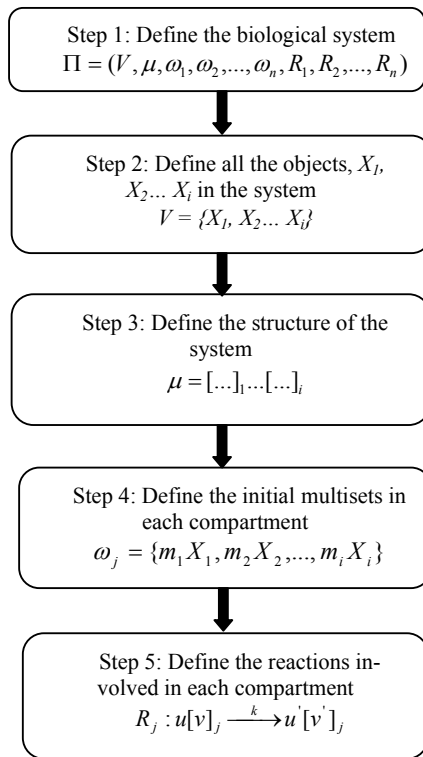 Step 1: Define the biological system
Π = (V, μ, ω₁, ω₂,..., ωₙ, R₁, R₂,..., Rₙ)
Step 2: Define all the objects, X₁,
X₂... Xᵢ in the system
V = {X₁, X₂... Xᵢ}
Step 3: Define the structure of the
system
μ = [...]₁...[...]ᵢ
Step 4: Define the initial multisets in
each compartment
ωⱼ = {m₁X₁, m₂X₂,..., mᵢXᵢ}
Step 5: Define the reactions in-
volved in each compartment
Rⱼ : u[v]ⱼ —k→ u'[v']ⱼ